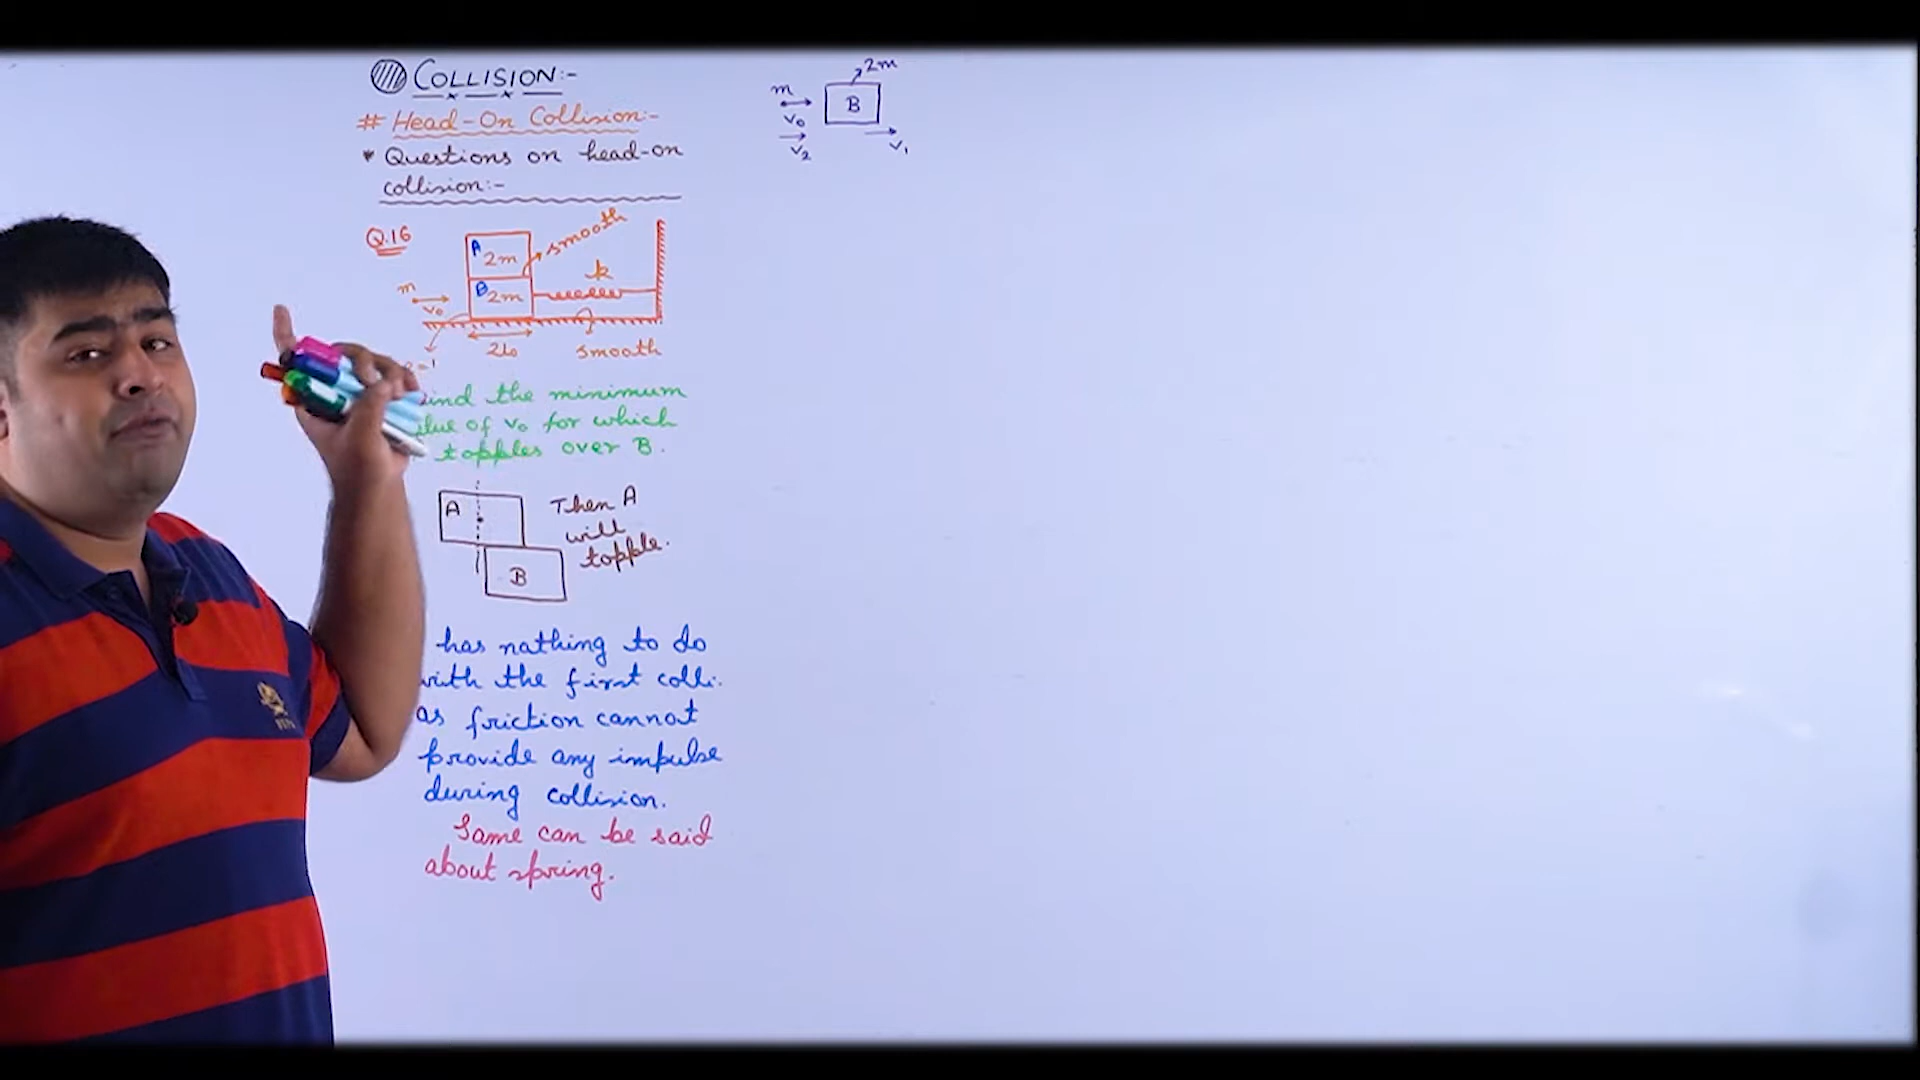 COLLISION:-
# Head-On Collision:-
* Questions on head-on
collision:-
Q.16
A
2m
smooth
B
2m
k
m
v₀
2l₀
smooth
the minimum
of v₀ for which
topples over B.
A
Then A
will
topple.
B
has nothing to do
with the first colli.
as friction cannot
provide any impulse
during collision.
Same can be said
about spring.
2m
m
B
v₀
v₂
v₁